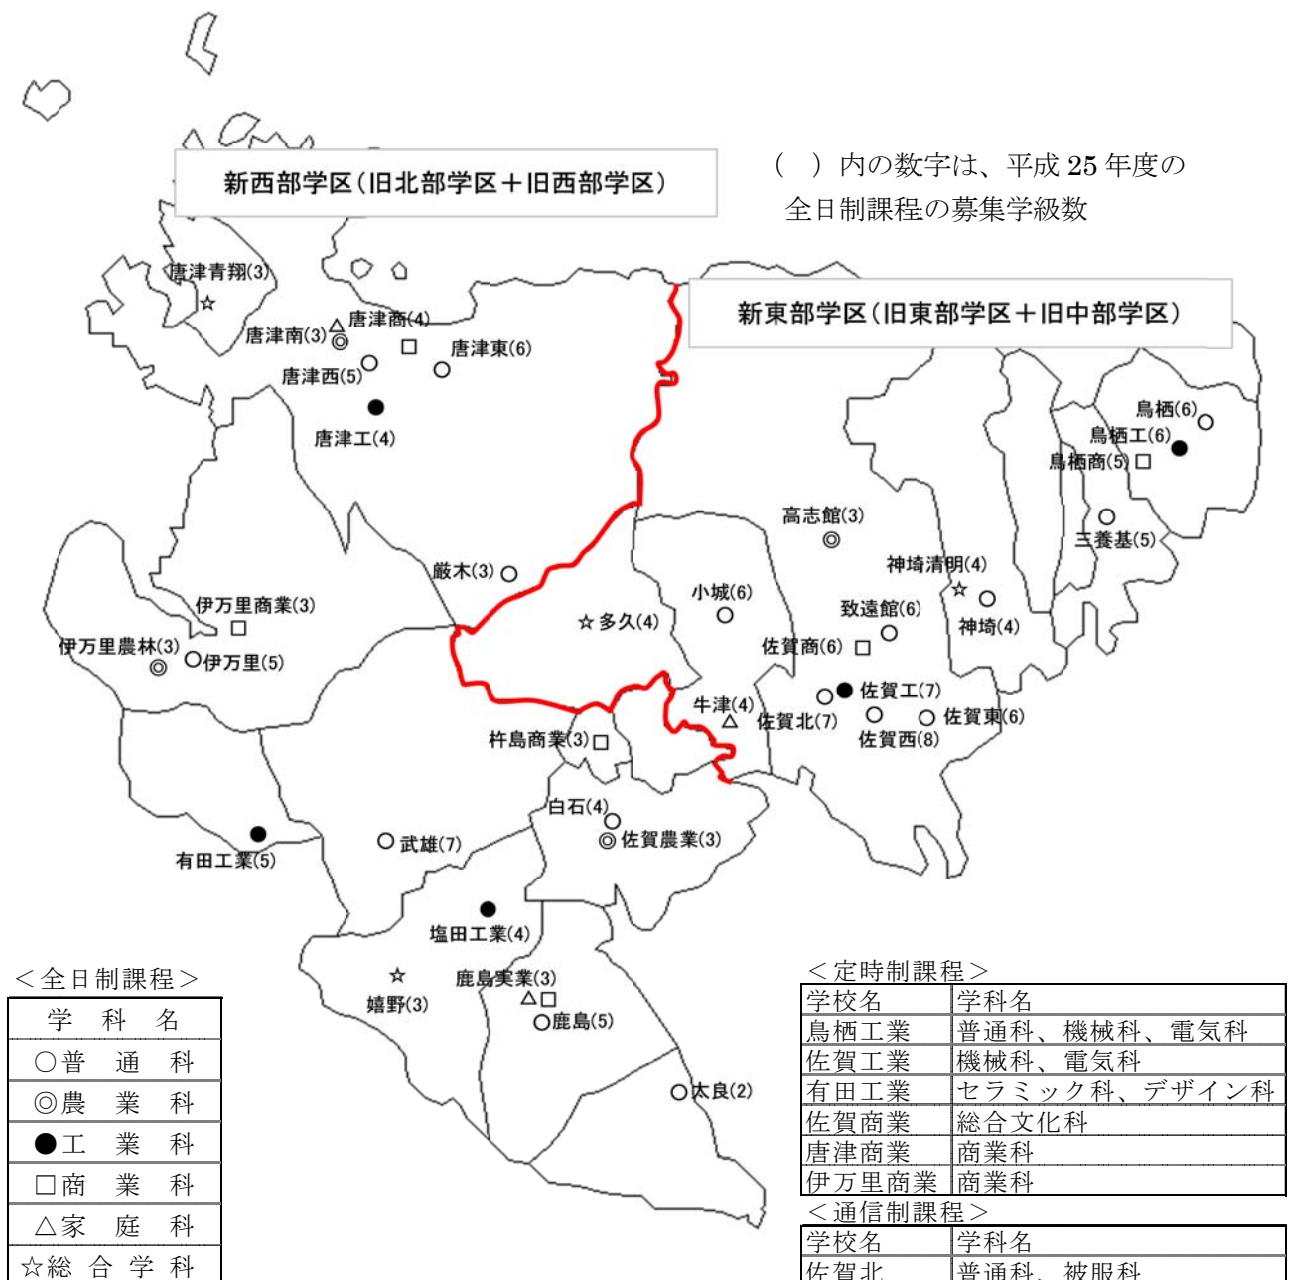 新西部学区(旧北部学区＋旧西部学区)
(　)内の数字は、平成25年度の
全日制課程の募集学級数
唐津青翔(3)
新東部学区(旧東部学区＋旧中部学区)
唐津商(4)
唐津南(3)
唐津東(6)
唐津西(5)
唐津工(4)
鳥栖(6)
鳥栖工(6)
鳥栖商(5)
高志館(3)
三養基(5)
厳木(3)
神埼清明(4)
伊万里商業(3)
小城(6)
致遠館(6)
☆多久(4)
神埼(4)
伊万里農林(3)
伊万里(5)
佐賀商(6)
佐賀工(7)
牛津(4)
佐賀北(7)
佐賀東(6)
佐賀西(8)
杵島商業(3)
白石(4)
佐賀農業(3)
武雄(7)
有田工業(5)
塩田工業(4)
嬉野(3)
鹿島実業(3)
鹿島(5)
太良(2)
＜全日制課程＞
学科名
○普通科
◎農業科
●工業科
□商業科
△家庭科
☆総合学科
＜定時制課程＞
学校名 学科名
鳥栖工業 普通科、機械科、電気科
佐賀工業 機械科、電気科
有田工業 セラミック科、デザイン科
佐賀商業 総合文化科
唐津商業 商業科
伊万里商業 商業科
＜通信制課程＞
学校名 学科名
佐賀北 普通科、被服科